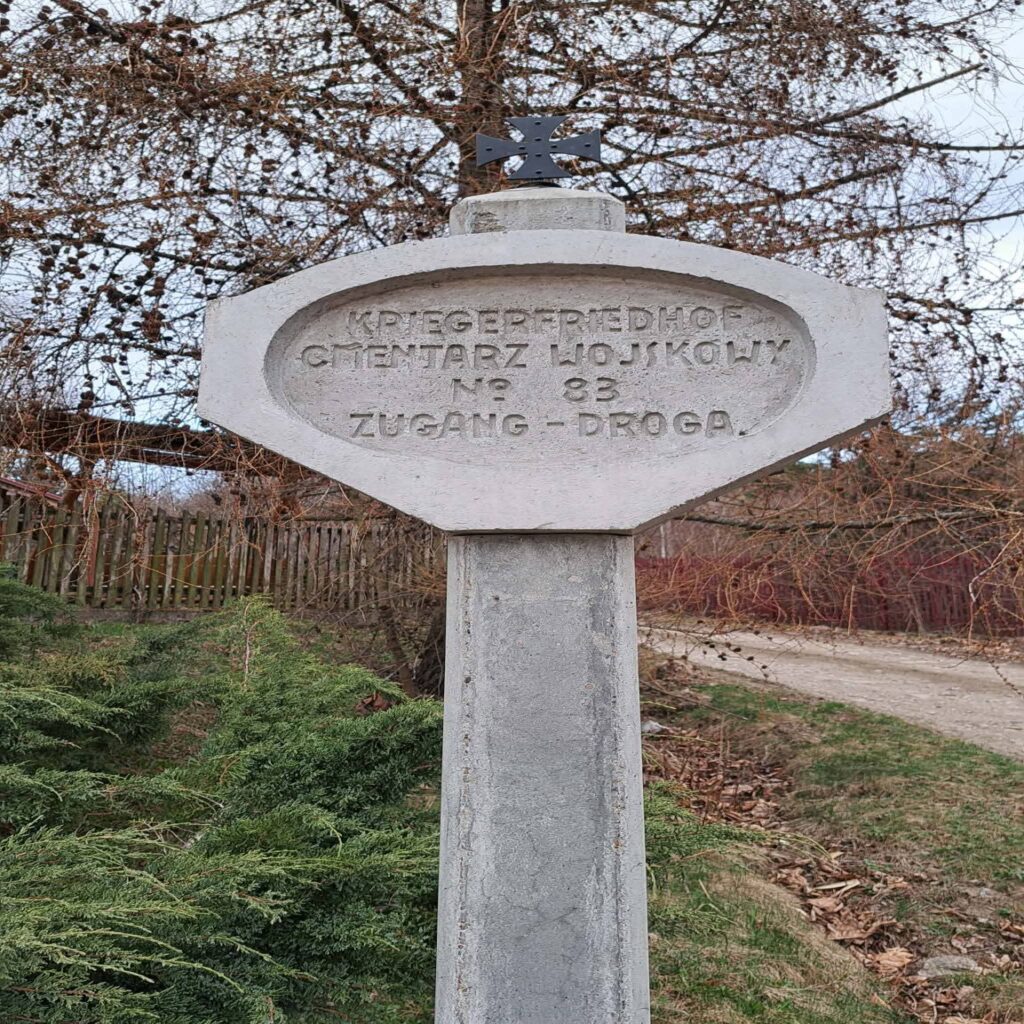 KRIEGERFRIEDHOF
CMENTARZ WOJSKOWY
Nº 83
ZUGANG - DROGA